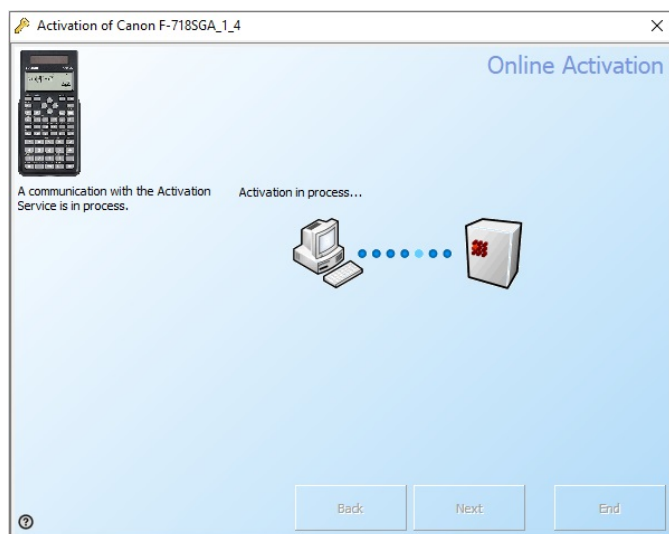 Activation of Canon F-718SGA_1_4
Online Activation
A communication with the Activation
Service is in process.
Activation in process...
Back
Next
End